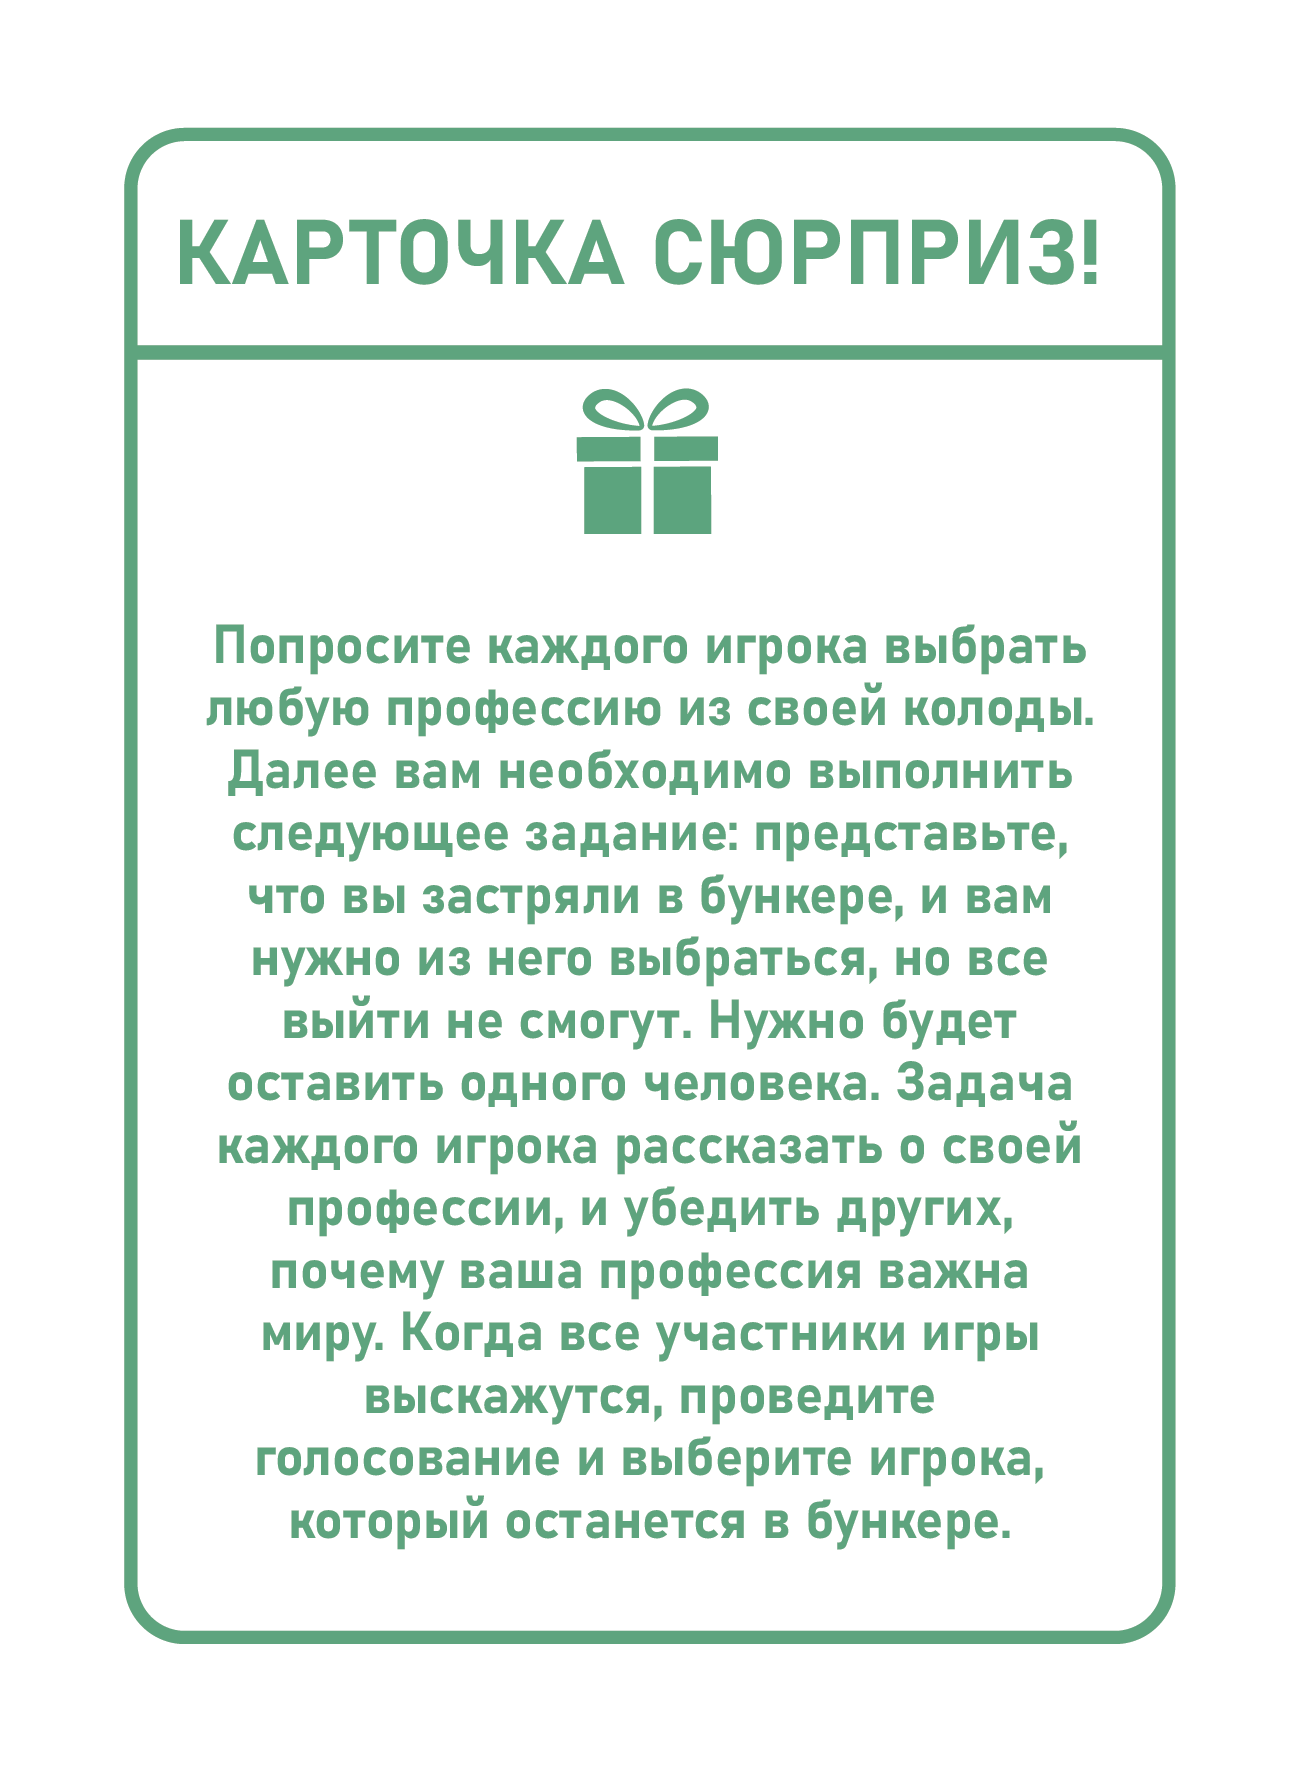 КАРТОЧКА СЮРПРИЗ!
Попросите каждого игрока выбрать
любую профессию из своей колоды.
Далее вам необходимо выполнить
следующее задание: представьте,
что вы застряли в бункере, и вам
нужно из него выбраться, но все
выйти не смогут. Нужно будет
оставить одного человека. Задача
каждого игрока рассказать о своей
профессии, и убедить других,
почему ваша профессия важна
миру. Когда все участники игры
выскажутся, проведите
голосование и выберите игрока,
который останется в бункере.